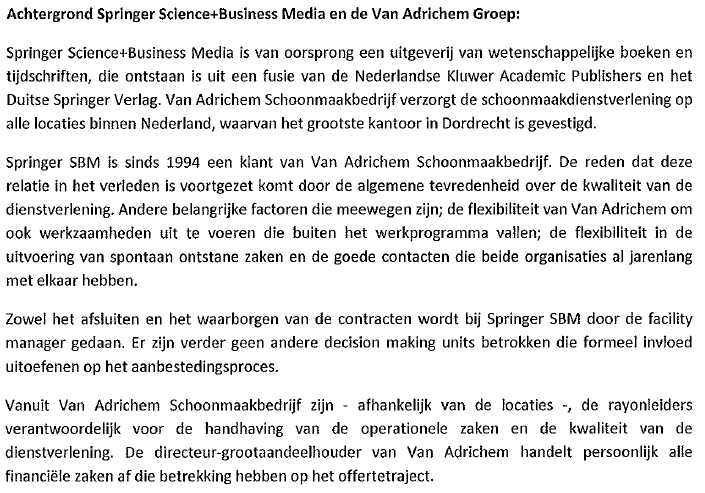 Achtergrond Springer Science+Business Media en de Van Adrichem Groep:
Springer Science+Business Media is van oorsprong een uitgeverij van wetenschappelijke boeken en
tijdschriften, die ontstaan is uit een fusie van de Nederlandse Kluwer Academic Publishers en het
Duitse Springer Verlag. Van Adrichem Schoonmaakbedrijf verzorgt de schoonmaakdienstverlening op
alle locaties binnen Nederland, waarvan het grootste kantoor in Dordrecht is gevestigd.
Springer SBM is sinds 1994 een klant van Van Adrichem Schoonmaakbedrijf. De reden dat deze
relatie in het verleden is voortgezet komt door de algemene tevredenheid over de kwaliteit van de
dienstverlening. Andere belangrijke factoren die meewegen zijn; de flexibiliteit van Van Adrichem om
ook werkzaamheden uit te voeren die buiten het werkprogramma vallen; de flexibiliteit in de
uitvoering van spontaan ontstane zaken en de goede contacten die beide organisaties al jarenlang
met elkaar hebben.
Zowel het afsluiten en het waarborgen van de contracten wordt bij Springer SBM door de facility
manager gedaan. Er zijn verder geen andere decision making units betrokken die formeel invloed
uitoefenen op het aanbestedingsproces.
Vanuit Van Adrichem Schoonmaakbedrijf zijn - afhankelijk van de locaties -, de rayonleiders
verantwoordelijk voor de handhaving van de operationele zaken en de kwaliteit van de
dienstverlening. De directeur-grootaandeelhouder van Van Adrichem handelt persoonlijk alle
financiële zaken af die betrekking hebben op het offertetraject.